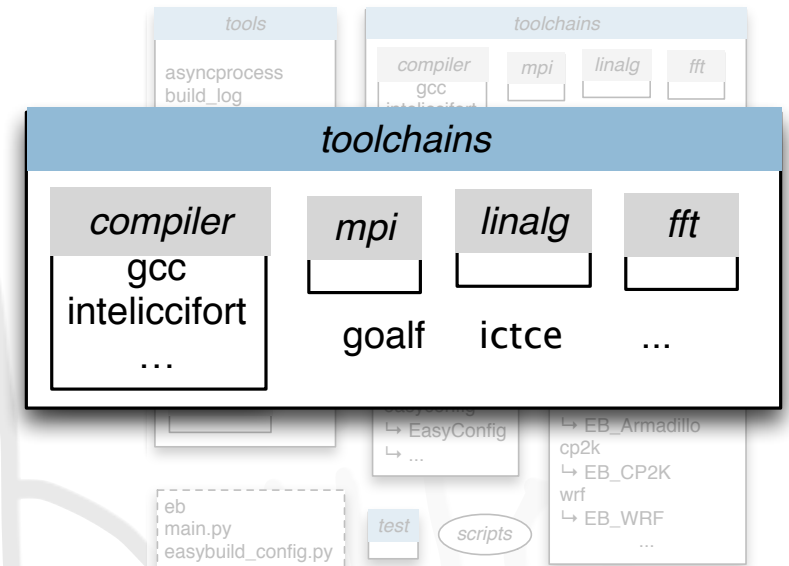 tools
asyncprocess
build_log
toolchains
compiler
mpi
linalg
fft
gcc
toolchains
compiler
mpi
linalg
fft
gcc
inteliccifort
...
goalf
ictce
...
↳ EasyConfig
↳ ...
↳ EB_Armadillo
cp2k
↳ EB_CP2K
wrf
↳ EB_WRF
...
eb
main.py
easybuild_config.py
test
scripts